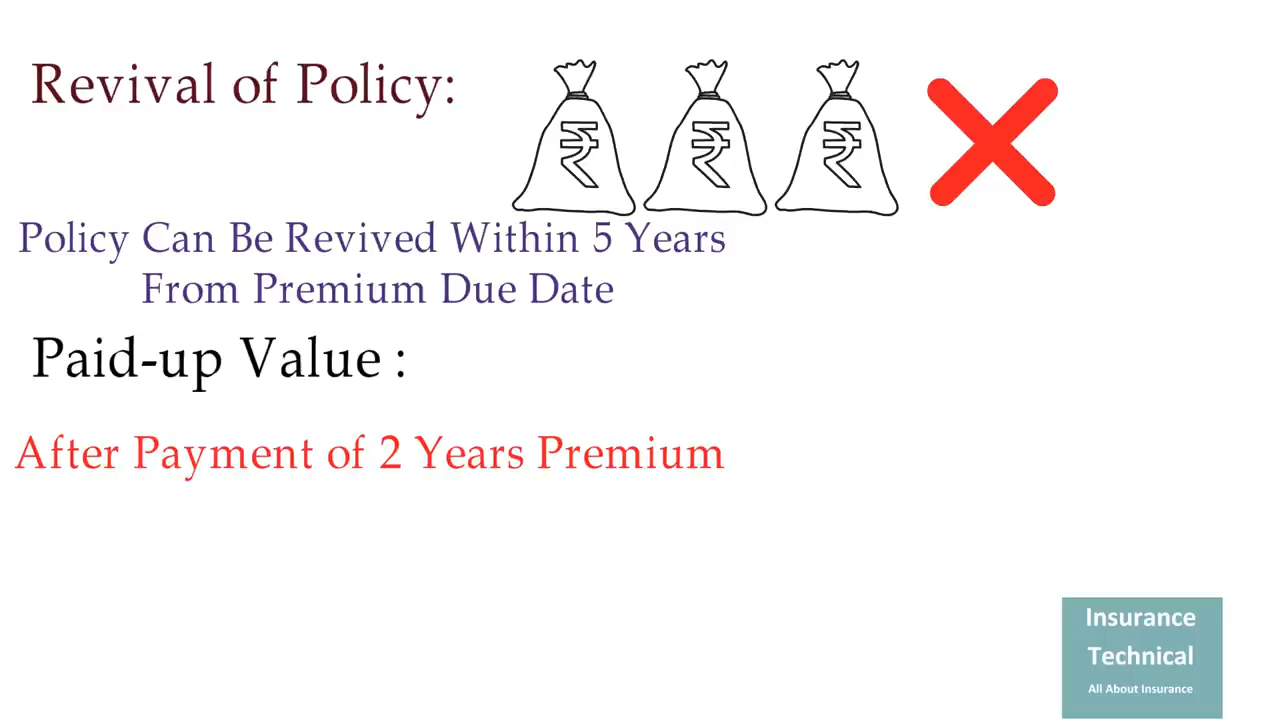 Revival of Policy:
₹ ₹ ₹
Policy Can Be Revived Within 5 Years
From Premium Due Date
Paid-up Value :
After Payment of 2 Years Premium
Insurance
Technical
All About Insurance